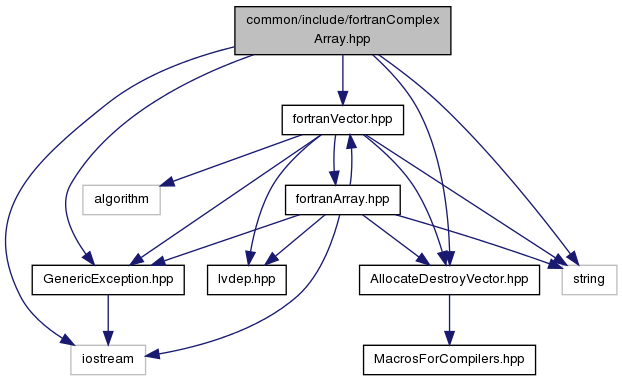 common/include/fortranComplex
Array.hpp
fortranVector.hpp
algorithm
fortranArray.hpp
GenericException.hpp
lvdep.hpp
AllocateDestroyVector.hpp
string
iostream
MacrosForCompilers.hpp